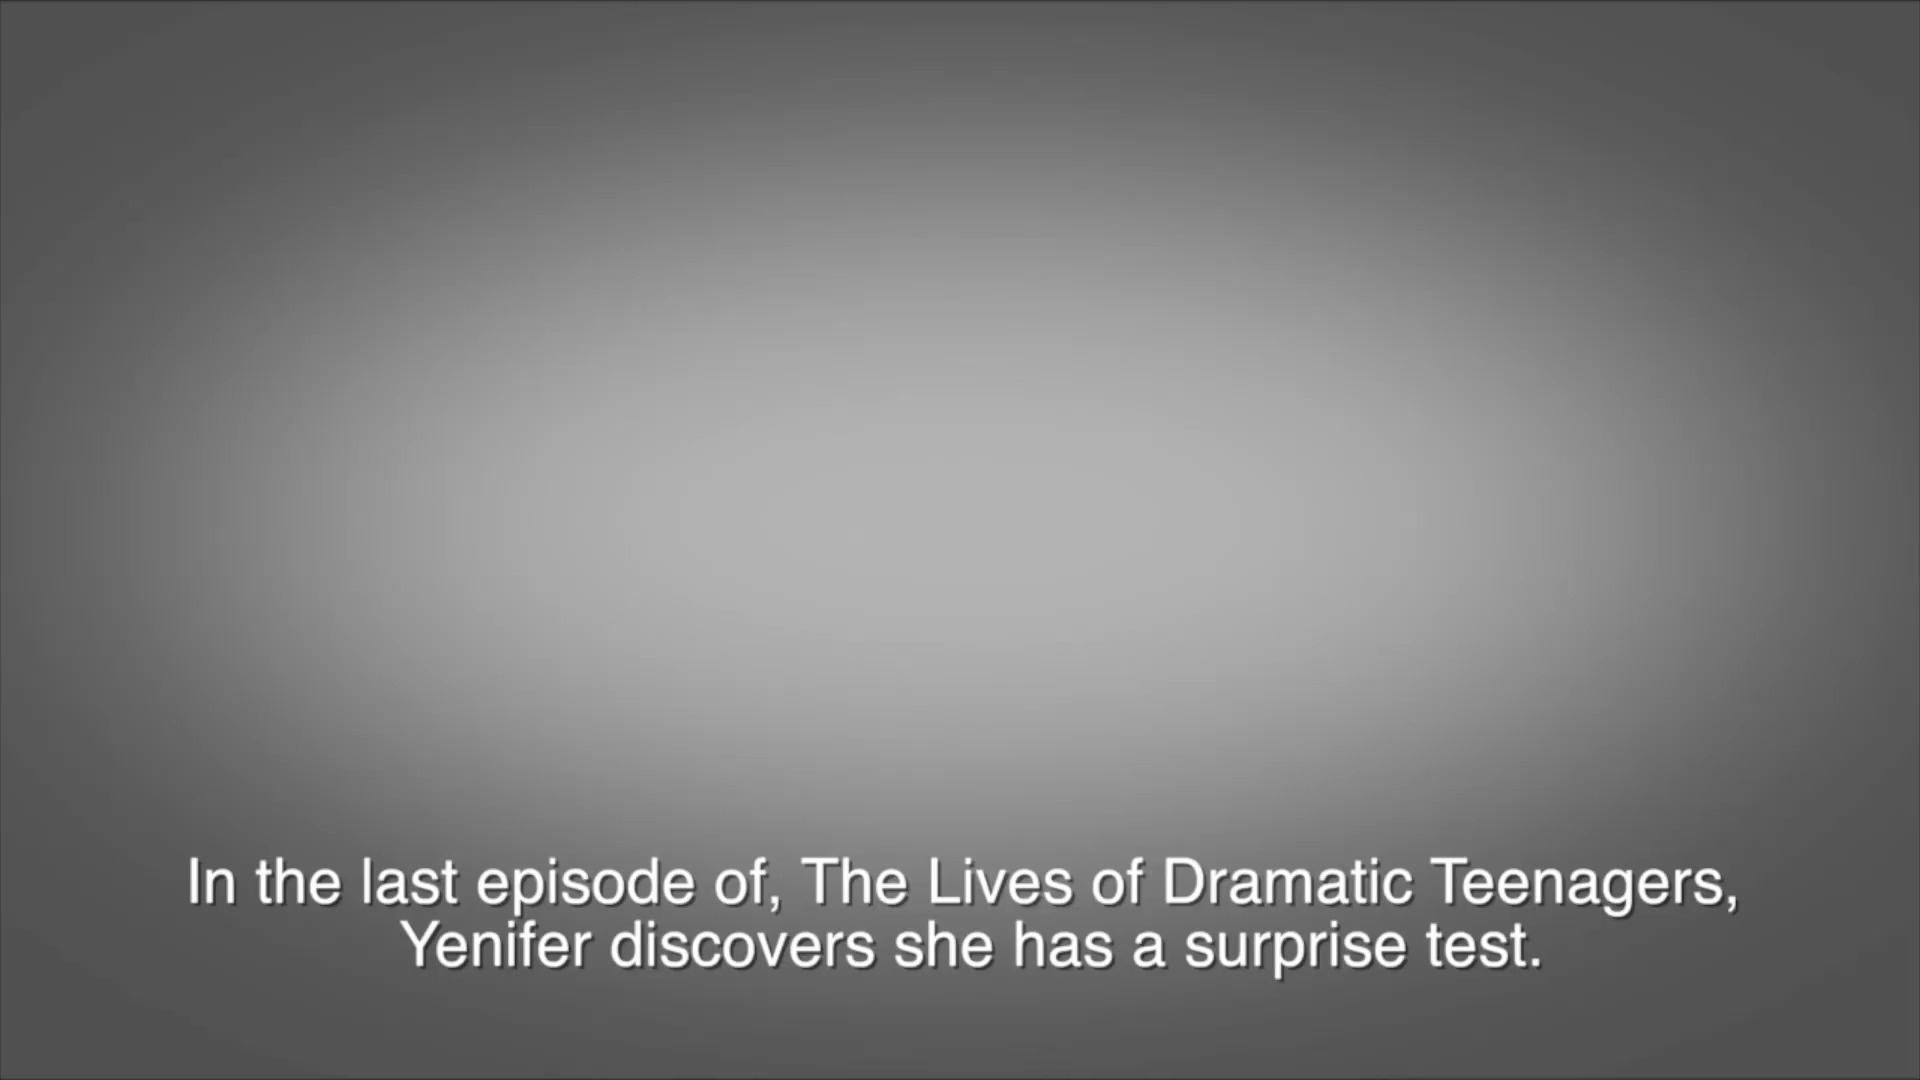 In the last episode of, The Lives of Dramatic Teenagers,
Yenifer discovers she has a surprise test.